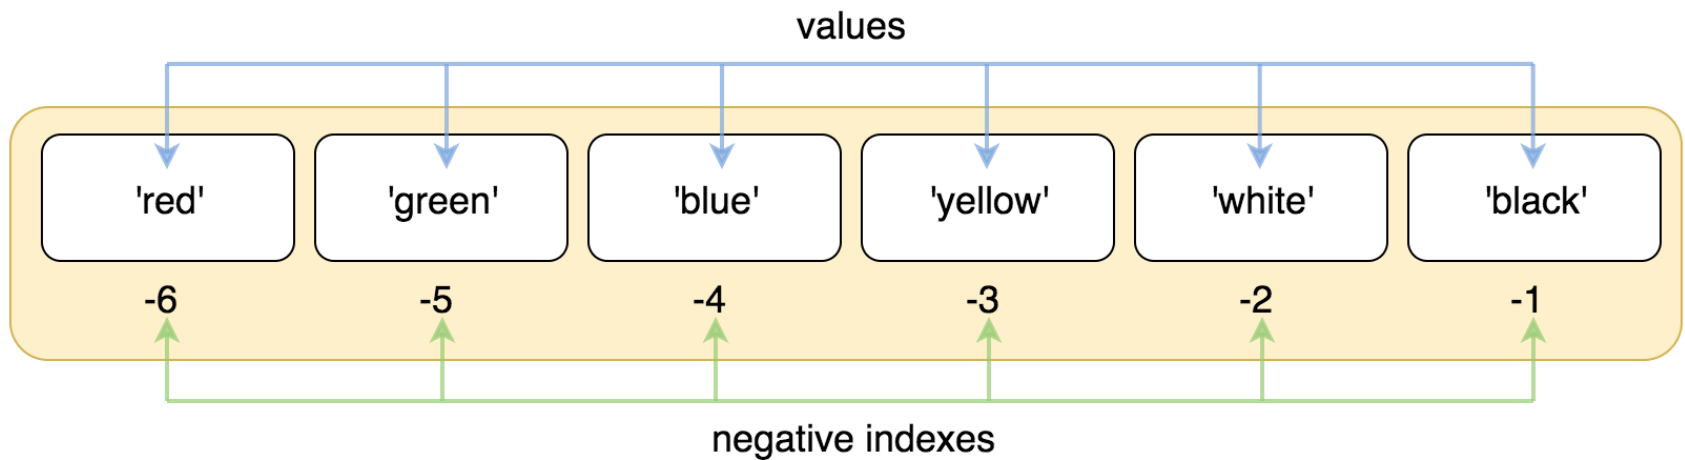 values
'red' 'green' 'blue' 'yellow' 'white' 'black'
-6 -5 -4 -3 -2 -1
negative indexes